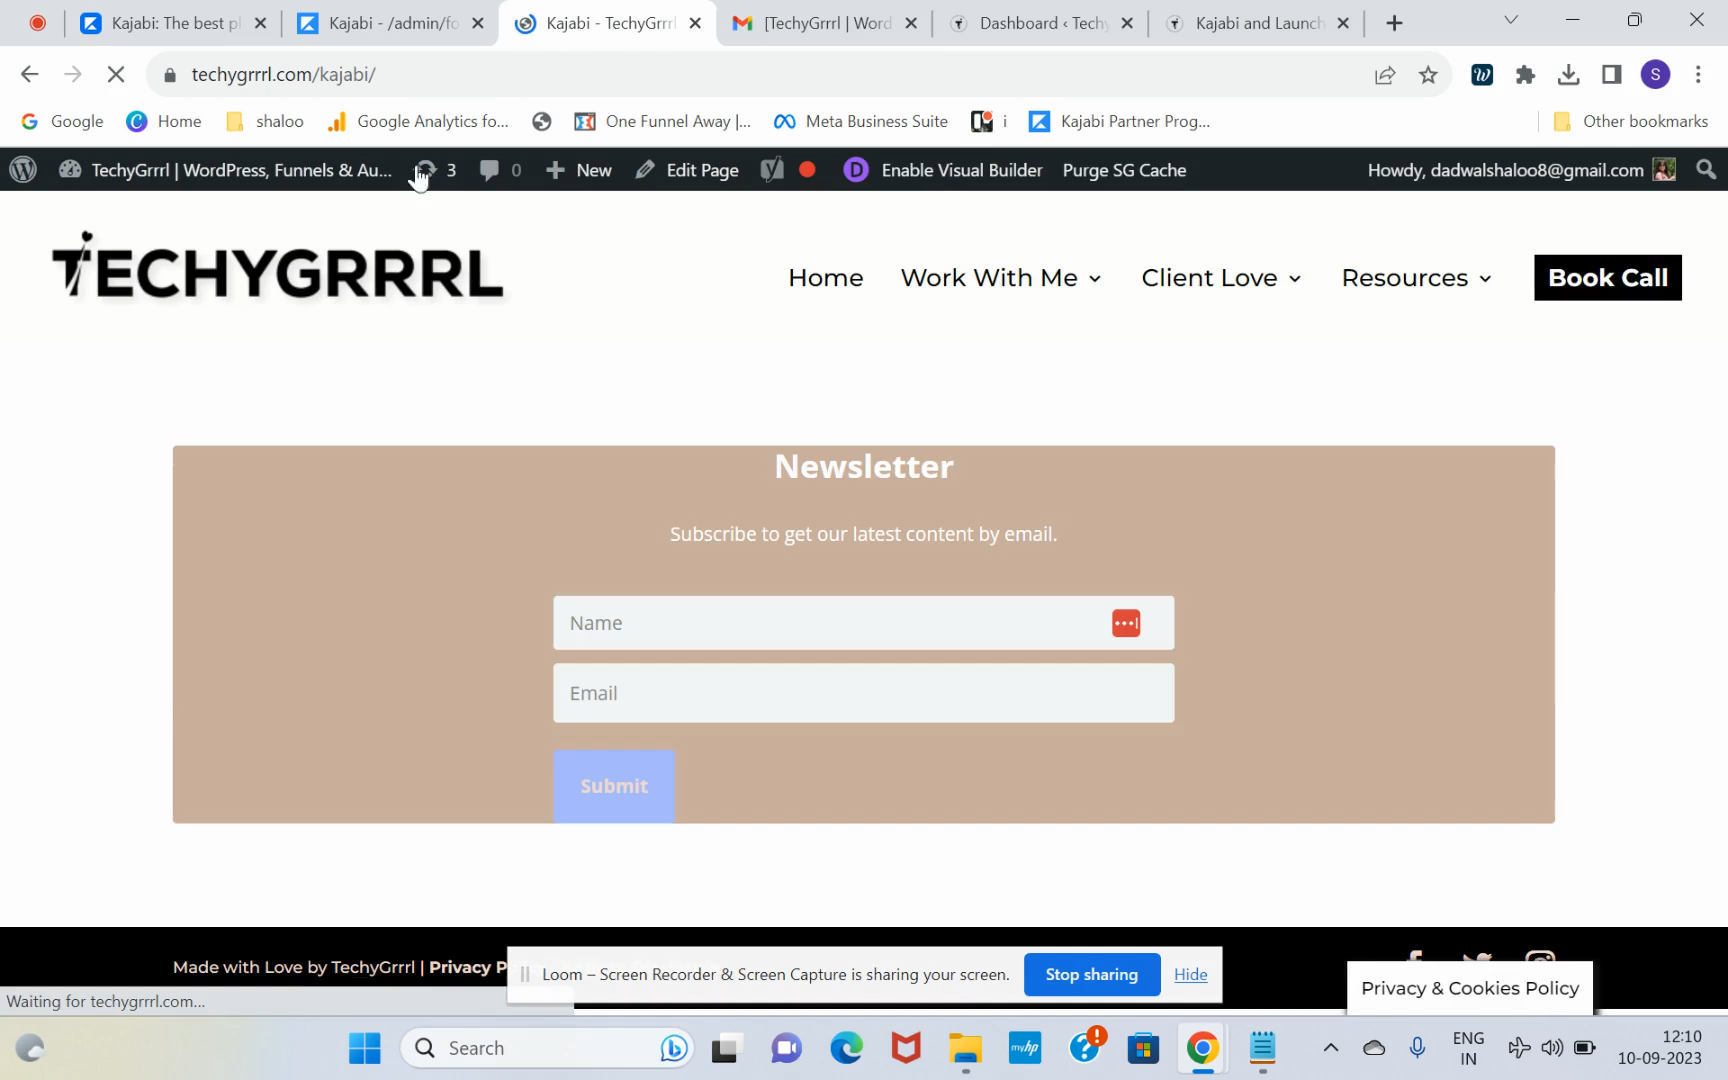 Kajabi: The best pl
Kajabi - /admin/fo
Kajabi - TechyGrrrl
[TechyGrrrl | Word
Dashboard ‹ Techy
Kajabi and Launch
techygrrrl.com/kajabi/
S
Google
Home
shaloo
Google Analytics fo...
One Funnel Away |...
Meta Business Suite
i
Kajabi Partner Prog...
Other bookmarks
TechyGrrrl | WordPress, Funnels & Au...
3
0
New
Edit Page
D
Enable Visual Builder
Purge SG Cache
Howdy, dadwalshaloo8@gmail.com
TECHYGRRRL
Home
Work With Me
Client Love
Resources
Book Call
Newsletter
Subscribe to get our latest content by email.
Name
Email
Submit
Made with Love by TechyGrrrl | Privacy
Loom – Screen Recorder & Screen Capture is sharing your screen.
Stop sharing
Hide
Privacy & Cookies Policy
Waiting for techygrrrl.com...
Search
myhp
ENG
IN
12:10
10-09-2023